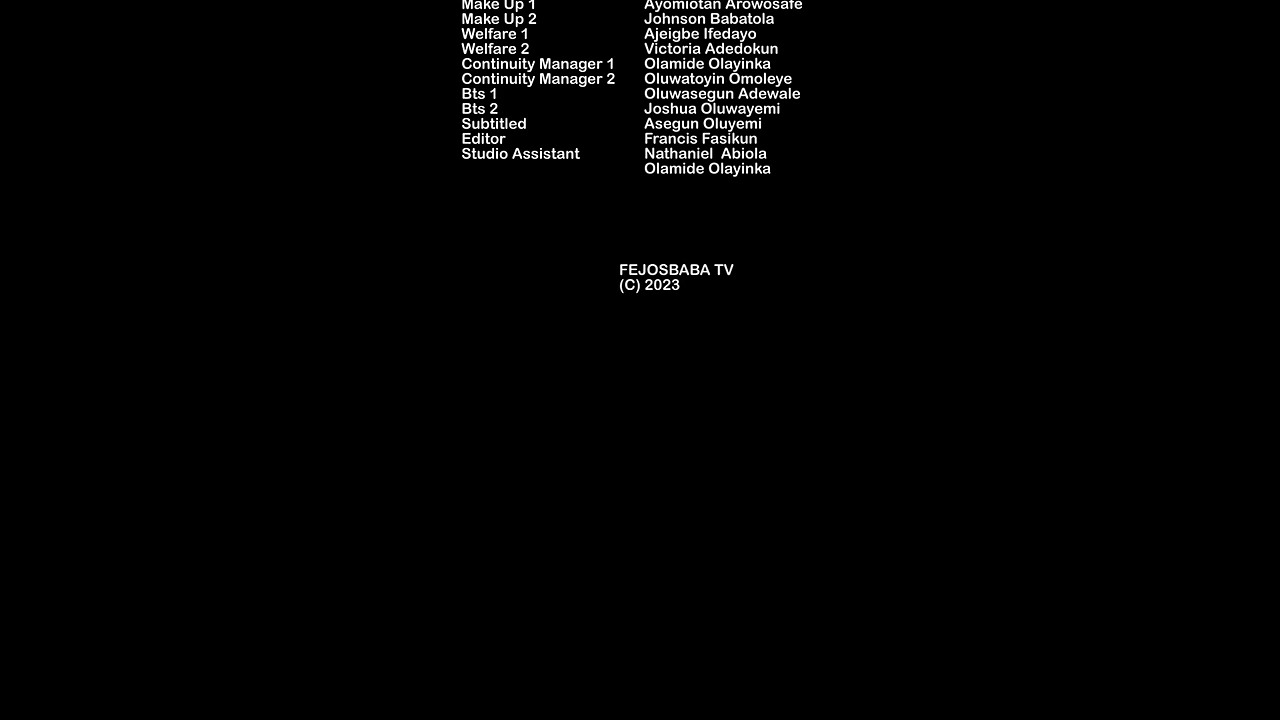 Make Up 1 Ayomiotan Arowosafe
Make Up 2 Johnson Babatola
Welfare 1 Ajeigbe Ifedayo
Welfare 2 Victoria Adedokun
Continuity Manager 1 Olamide Olayinka
Continuity Manager 2 Oluwatoyin Omoleye
Bts 1 Oluwasegun Adewale
Bts 2 Joshua Oluwayemi
Subtitled Asegun Oluyemi
Editor Francis Fasikun
Studio Assistant Nathaniel  Abiola
Olamide Olayinka
FEJOSBABA TV
(C) 2023